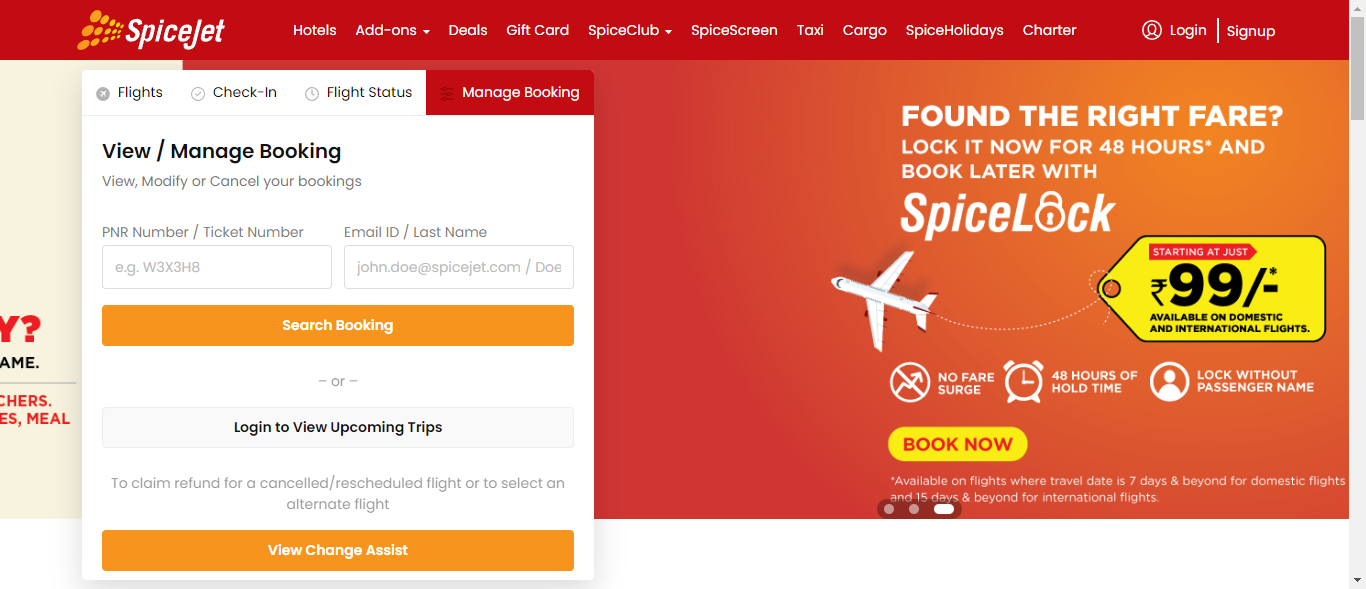 SpiceJet
Hotels Add-ons Deals Gift Card SpiceClub SpiceScreen Taxi Cargo SpiceHolidays Charter
Login Signup
Flights Check-In Flight Status Manage Booking
View / Manage Booking
View, Modify or Cancel your bookings
PNR Number / Ticket Number Email ID / Last Name
e.g. W3X3H8 john.doe@spicejet.com / Doe
Search Booking
– or –
Login to View Upcoming Trips
To claim refund for a cancelled/rescheduled flight or to select an
alternate flight
View Change Assist
Y?
AME.
CHERS.
ES, MEAL
FOUND THE RIGHT FARE?
LOCK IT NOW FOR 48 HOURS* AND
BOOK LATER WITH
SpiceLock
STARTING AT JUST
₹99/-*
AVAILABLE ON DOMESTIC
AND INTERNATIONAL FLIGHTS.
NO FARE
SURGE
48 HOURS OF
HOLD TIME
LOCK WITHOUT
PASSENGER NAME
BOOK NOW
*Available on flights where travel date is 7 days & beyond for domestic flights
and 15 days & beyond for international flights.